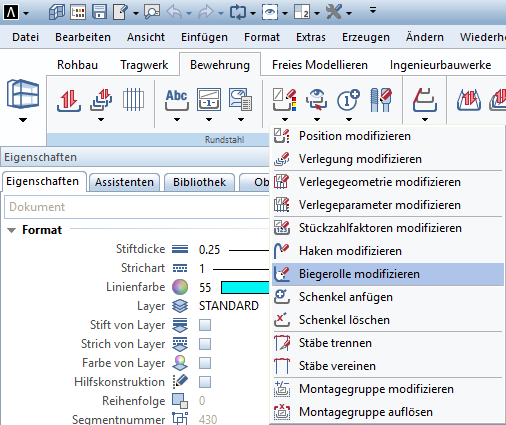 Datei Bearbeiten Ansicht Einfügen Format Extras Erzeugen Ändern Wiederhe
Rohbau Tragwerk Bewehrung Freies Modellieren Ingenieurbauwerke
Abc -1- 1
Rundstahl
Eigenschaften
Eigenschaften Assistenten Bibliothek Ob
Dokument
Format
Stiftdicke 0.25
Strichart 1
Linienfarbe 55
Layer STANDARD
Stift von Layer
Strich von Layer
Farbe von Layer
Hilfskonstruktion
Reihenfolge 0
Segmentnummer 430
Position modifizieren
Verlegung modifizieren
Verlegegeometrie modifizieren
Verlegeparameter modifizieren
Stückzahlfaktoren modifizieren
Haken modifizieren
Biegerolle modifizieren
Schenkel anfügen
Schenkel löschen
Stäbe trennen
Stäbe vereinen
Montagegruppe modifizieren
Montagegruppe auflösen